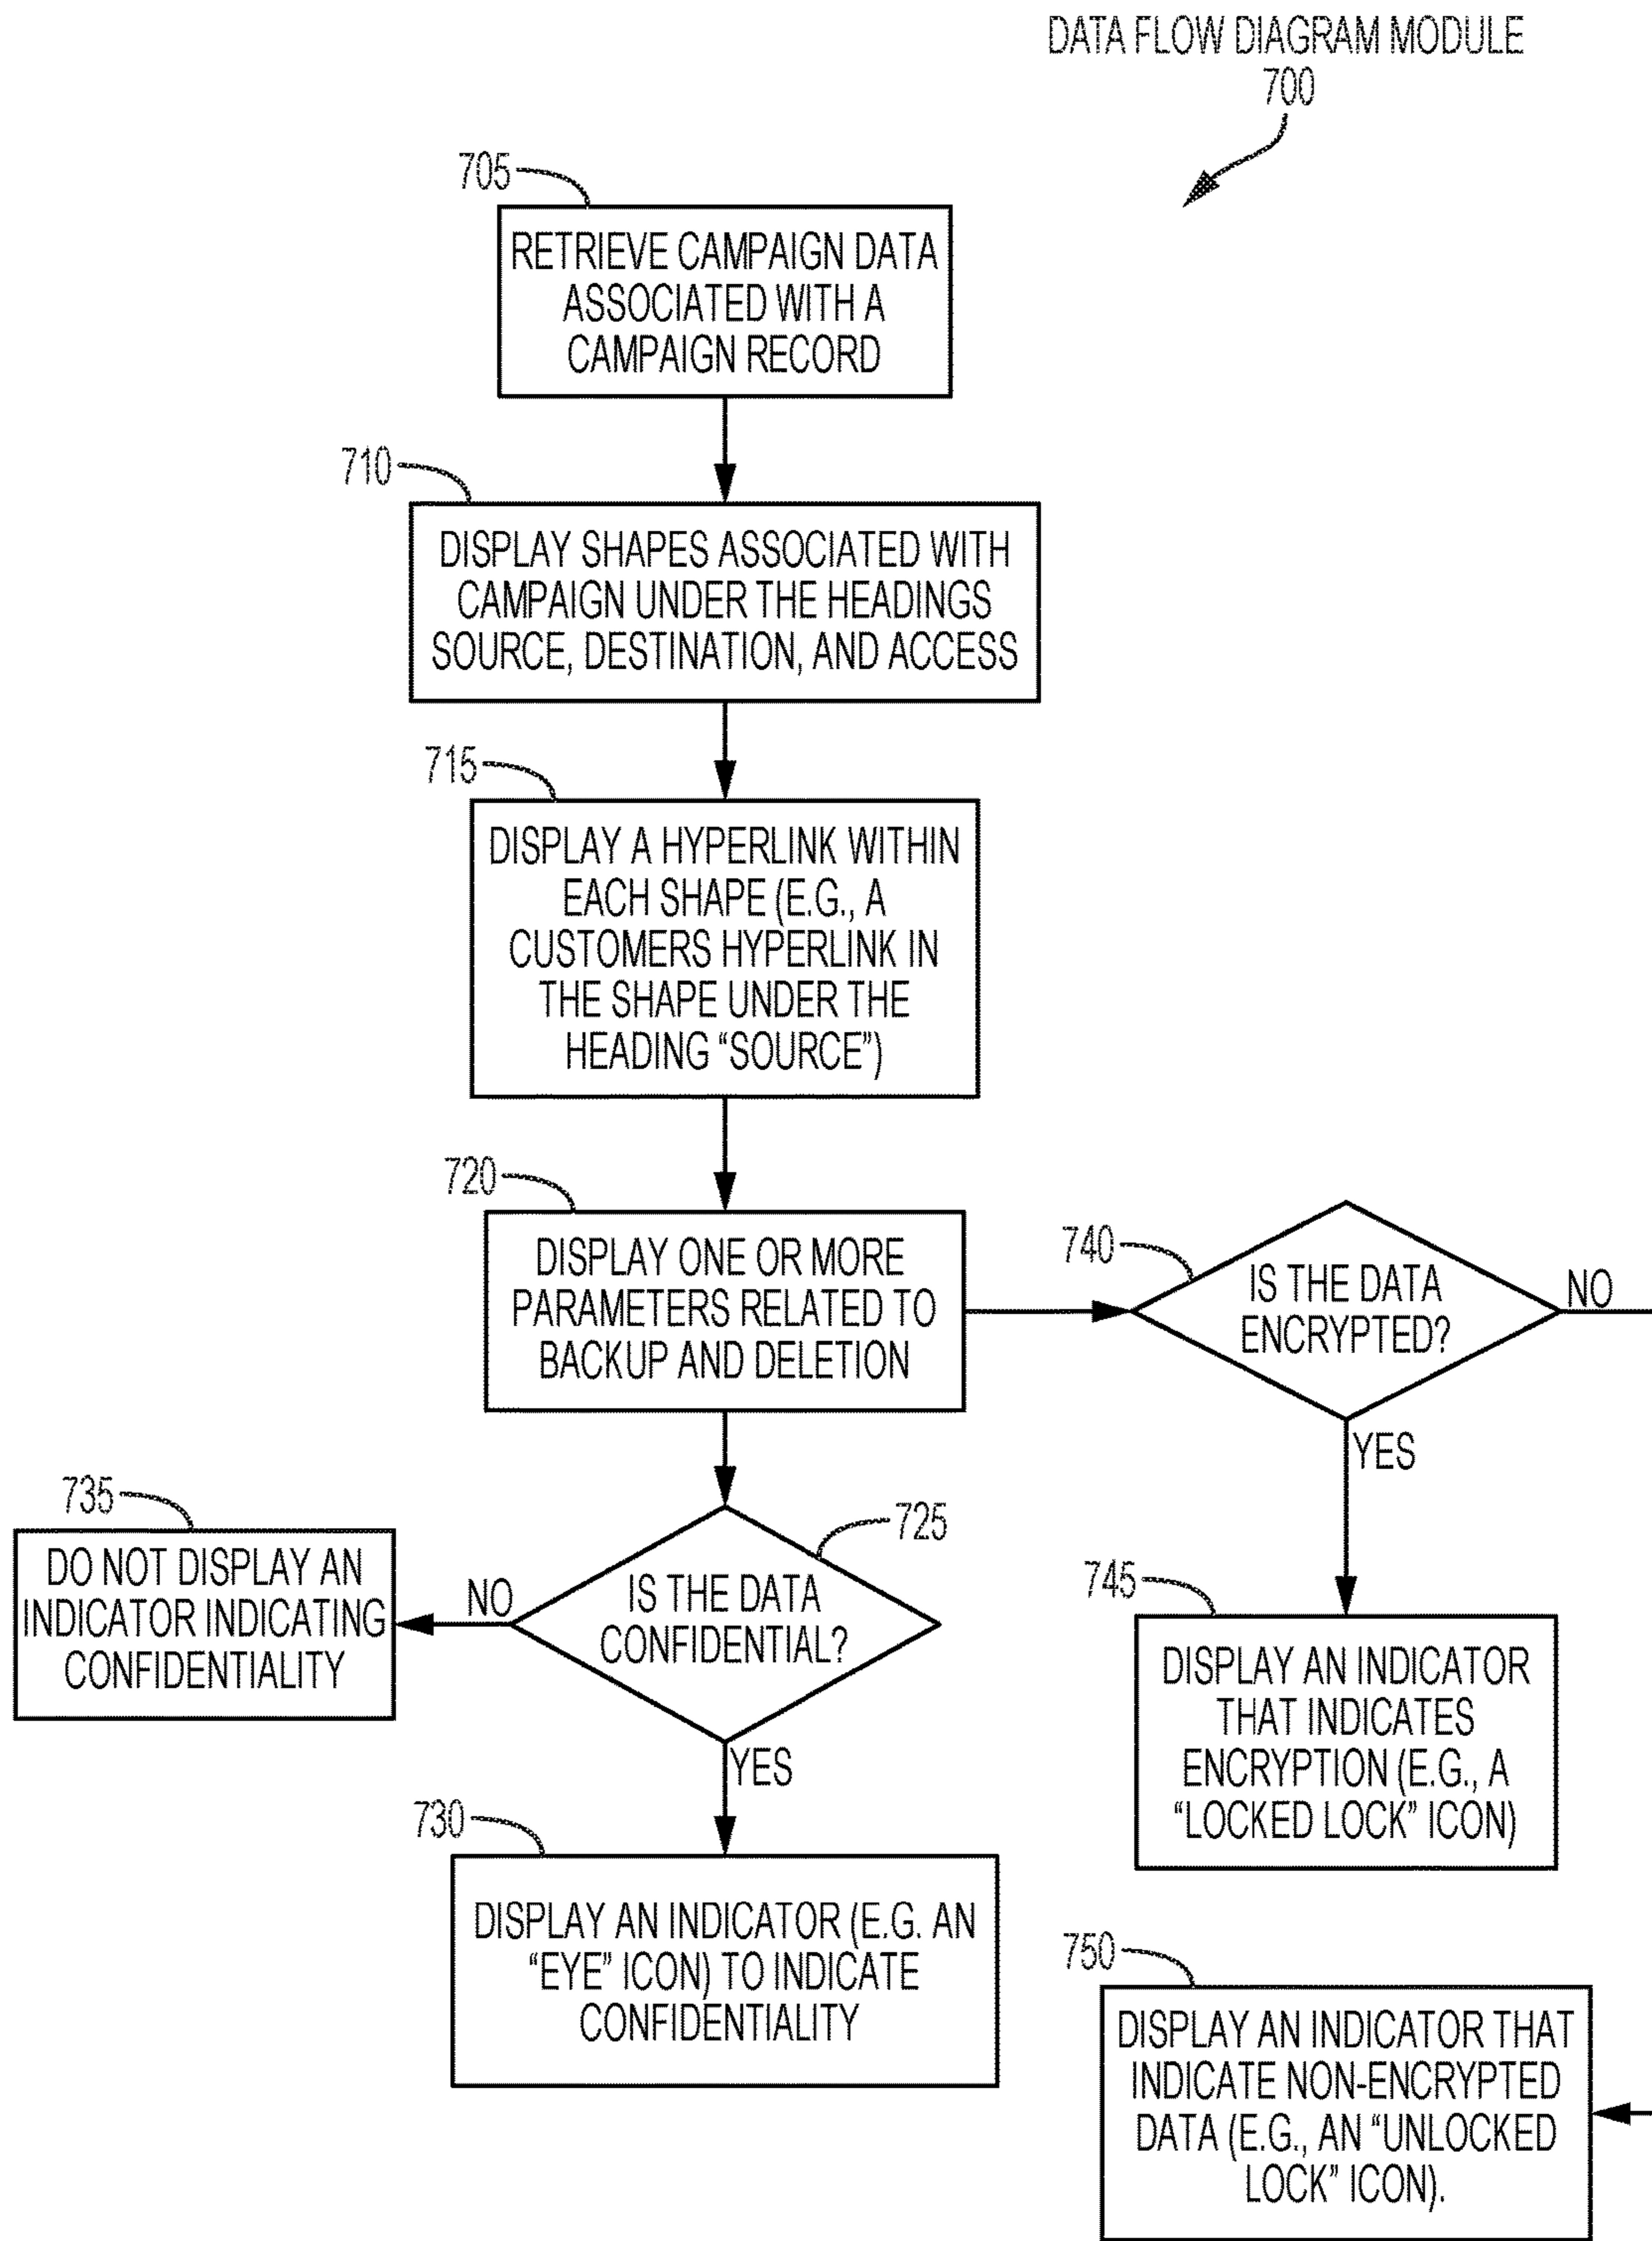 DATA FLOW DIAGRAM MODULE
700
705
RETRIEVE CAMPAIGN DATA
ASSOCIATED WITH A
CAMPAIGN RECORD
710
DISPLAY SHAPES ASSOCIATED WITH
CAMPAIGN UNDER THE HEADINGS
SOURCE, DESTINATION, AND ACCESS
715
DISPLAY A HYPERLINK WITHIN
EACH SHAPE (E.G., A
CUSTOMERS HYPERLINK IN
THE SHAPE UNDER THE
HEADING “SOURCE”)
720
DISPLAY ONE OR MORE
PARAMETERS RELATED TO
BACKUP AND DELETION
740
IS THE DATA
ENCRYPTED?
NO
YES
735
DO NOT DISPLAY AN
INDICATOR INDICATING
CONFIDENTIALITY
NO
725
IS THE DATA
CONFIDENTIAL?
YES
745
DISPLAY AN INDICATOR
THAT INDICATES
ENCRYPTION (E.G., A
“LOCKED LOCK” ICON)
730
DISPLAY AN INDICATOR (E.G. AN
“EYE” ICON) TO INDICATE
CONFIDENTIALITY
750
DISPLAY AN INDICATOR THAT
INDICATE NON-ENCRYPTED
DATA (E.G., AN “UNLOCKED
LOCK” ICON).